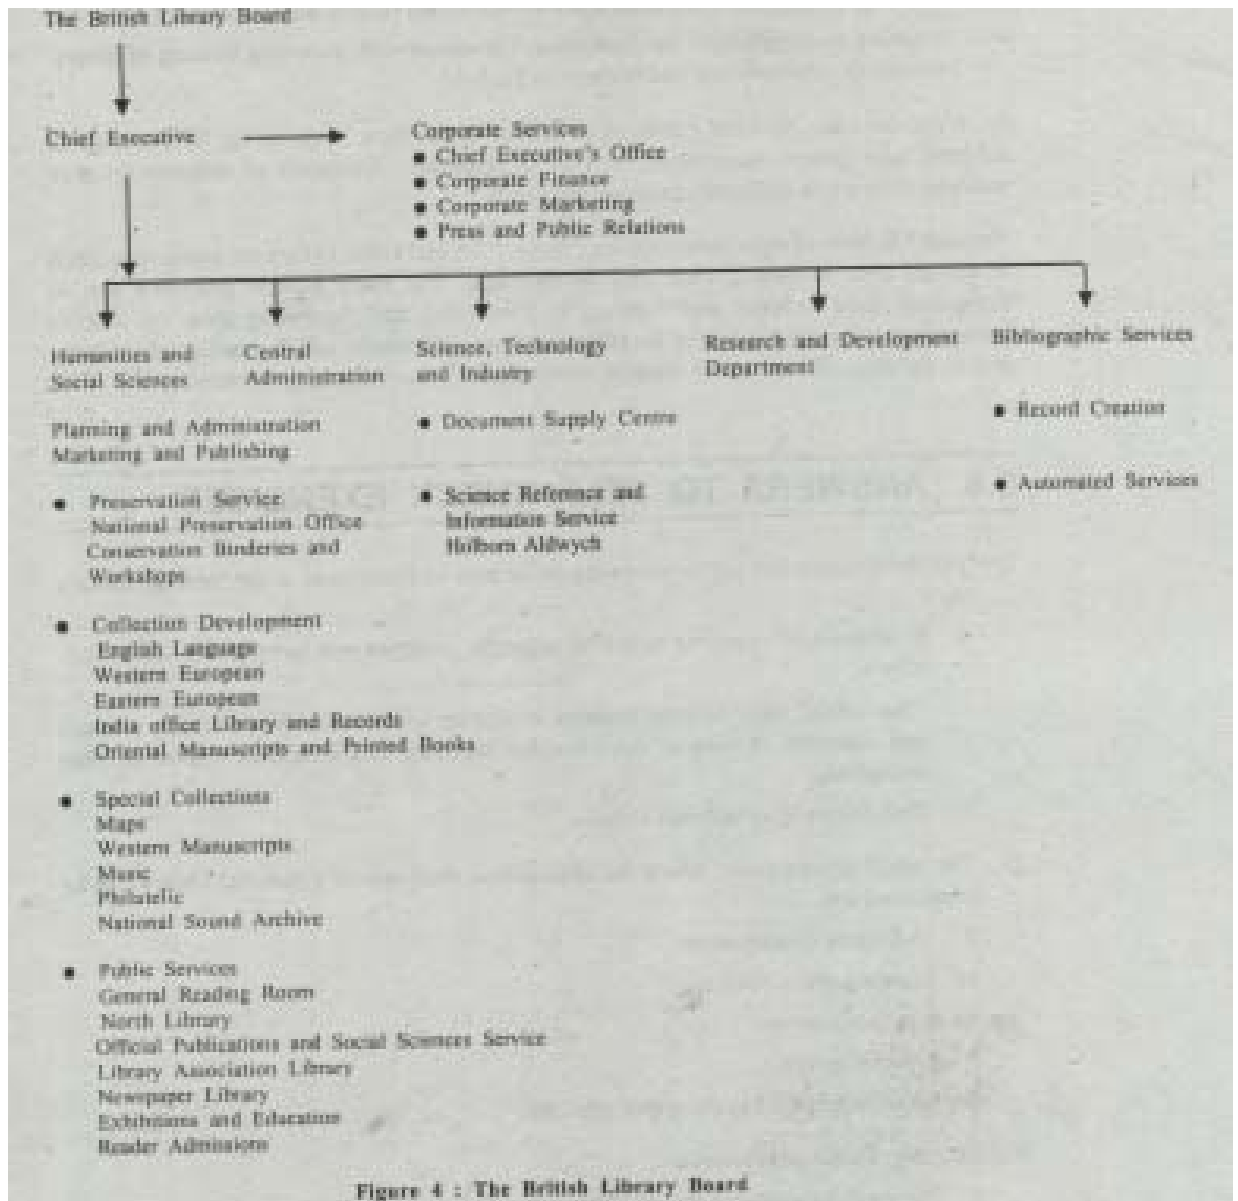 The British Library Board
Chief Executive
Corporate Services
• Chief Executive's Office
• Corporate Finance
• Corporate Marketing
• Press and Public Relations
Humanities and
Social Sciences
Central
Administration
Science, Technology
and Industry
Research and Development
Department
Bibliographic Services
Planning and Administration
Marketing and Publishing
• Preservation Service
National Preservation Office
Conservation Binderies and
Workshops
• Collection Development
English Language
Western European
Eastern European
India office Library and Records
Oriental Manuscripts and Printed Books
• Special Collections
Maps
Western Manuscripts
Music
Philatelic
National Sound Archive
• Public Services
General Reading Room
North Library
Official Publications and Social Sciences Service
Library Association Library
Newspaper Library
Exhibitions and Education
Reader Admissions
• Document Supply Centre
• Science Reference and
Information Service
Holborn Aldwych
• Record Creation
• Automated Services
Figure 4 : The British Library Board